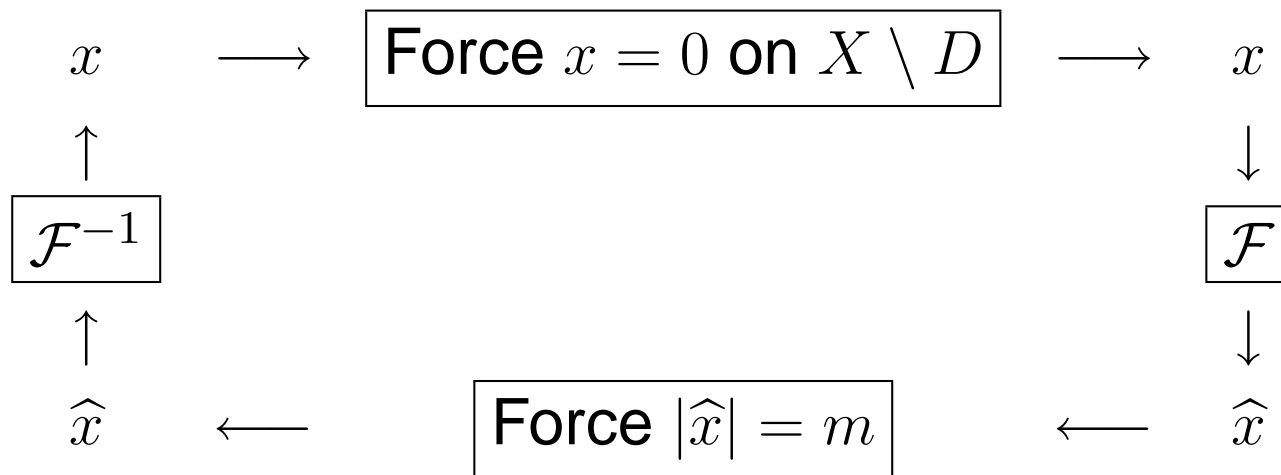 x ⟶ Force x = 0 on X \ D ⟶ x
↑ ↓
ℱ⁻¹ ℱ
↑ ↓
x̂ ⟵ Force |x̂| = m ⟵ x̂